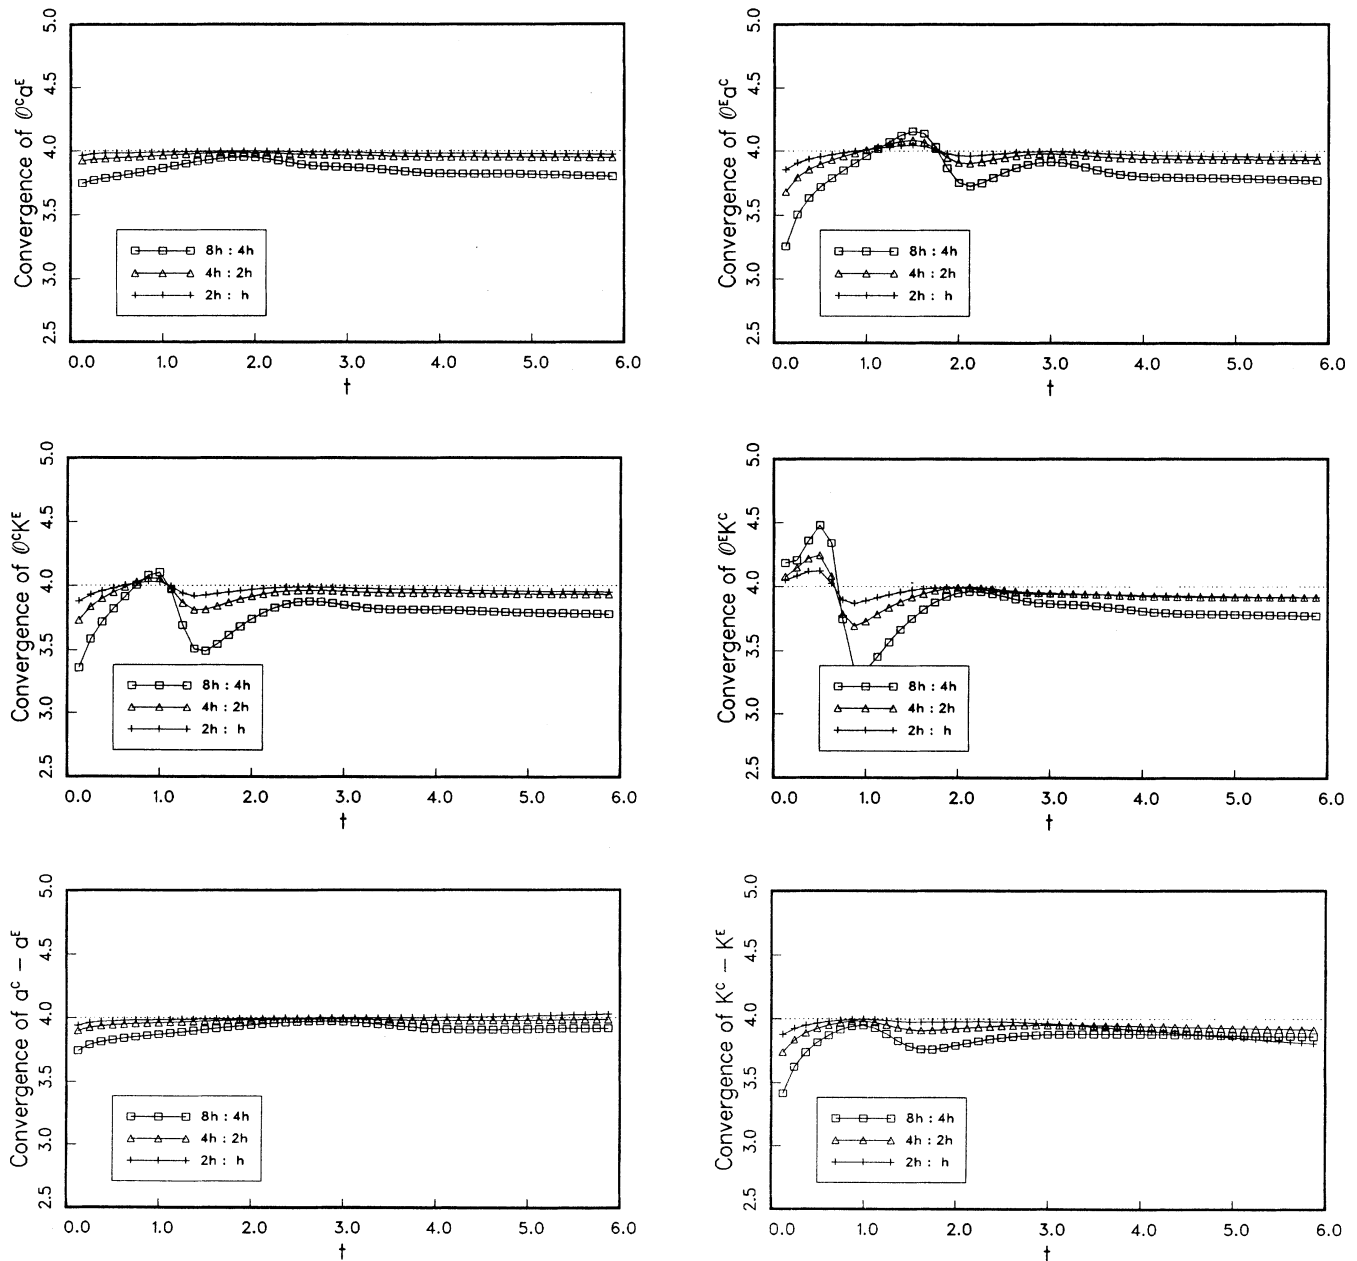 Convergence of 𝒪ᶜaᴱ
5.0
4.5
4.0
3.5
3.0
2.5
8h : 4h
4h : 2h
2h : h
0.0 1.0 2.0 3.0 4.0 5.0 6.0
t
Convergence of 𝒪ᴱaᶜ
5.0
4.5
4.0
3.5
3.0
2.5
8h : 4h
4h : 2h
2h : h
0.0 1.0 2.0 3.0 4.0 5.0 6.0
t
Convergence of 𝒪ᶜKᴱ
5.0
4.5
4.0
3.5
3.0
2.5
8h : 4h
4h : 2h
2h : h
0.0 1.0 2.0 3.0 4.0 5.0 6.0
t
Convergence of 𝒪ᴱKᶜ
5.0
4.5
4.0
3.5
3.0
2.5
8h : 4h
4h : 2h
2h : h
0.0 1.0 2.0 3.0 4.0 5.0 6.0
t
Convergence of aᶜ – aᴱ
5.0
4.5
4.0
3.5
3.0
2.5
8h : 4h
4h : 2h
2h : h
0.0 1.0 2.0 3.0 4.0 5.0 6.0
t
Convergence of Kᶜ – Kᴱ
5.0
4.5
4.0
3.5
3.0
2.5
8h : 4h
4h : 2h
2h : h
0.0 1.0 2.0 3.0 4.0 5.0 6.0
t